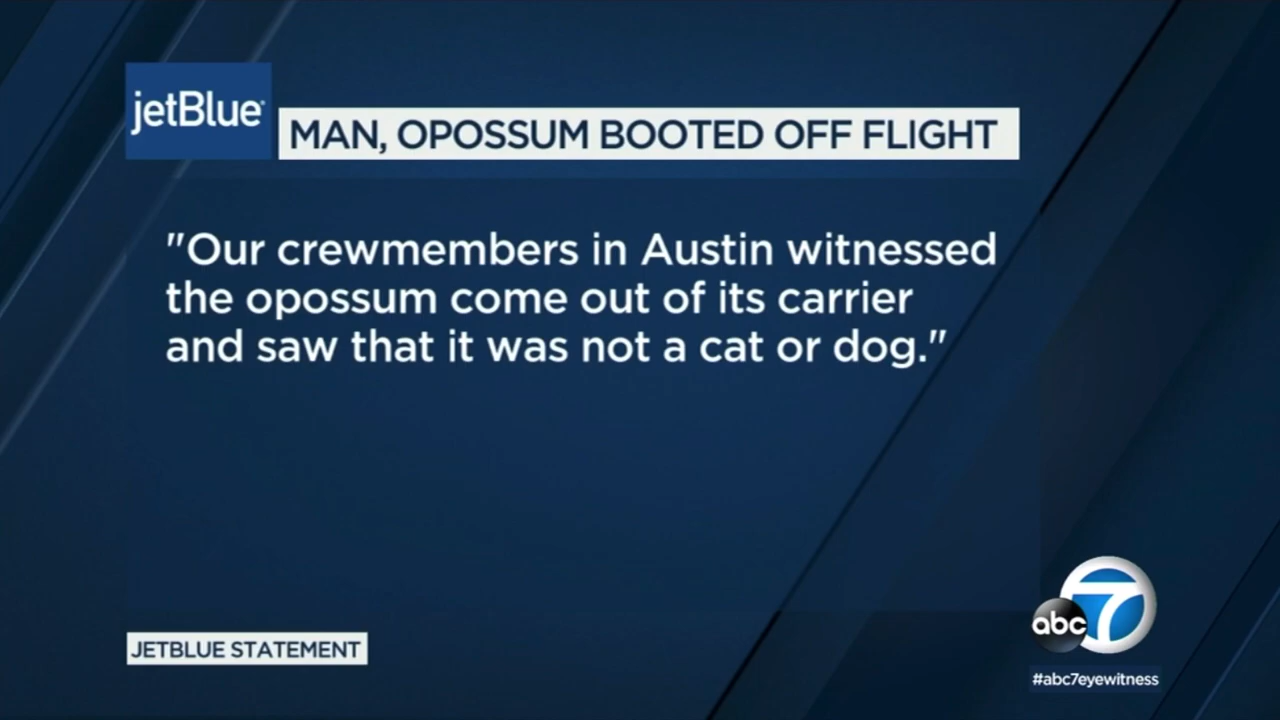 jetBlue
MAN, OPOSSUM BOOTED OFF FLIGHT
"Our crewmembers in Austin witnessed
the opossum come out of its carrier
and saw that it was not a cat or dog."
JETBLUE STATEMENT
abc 7
#abc7eyewitness